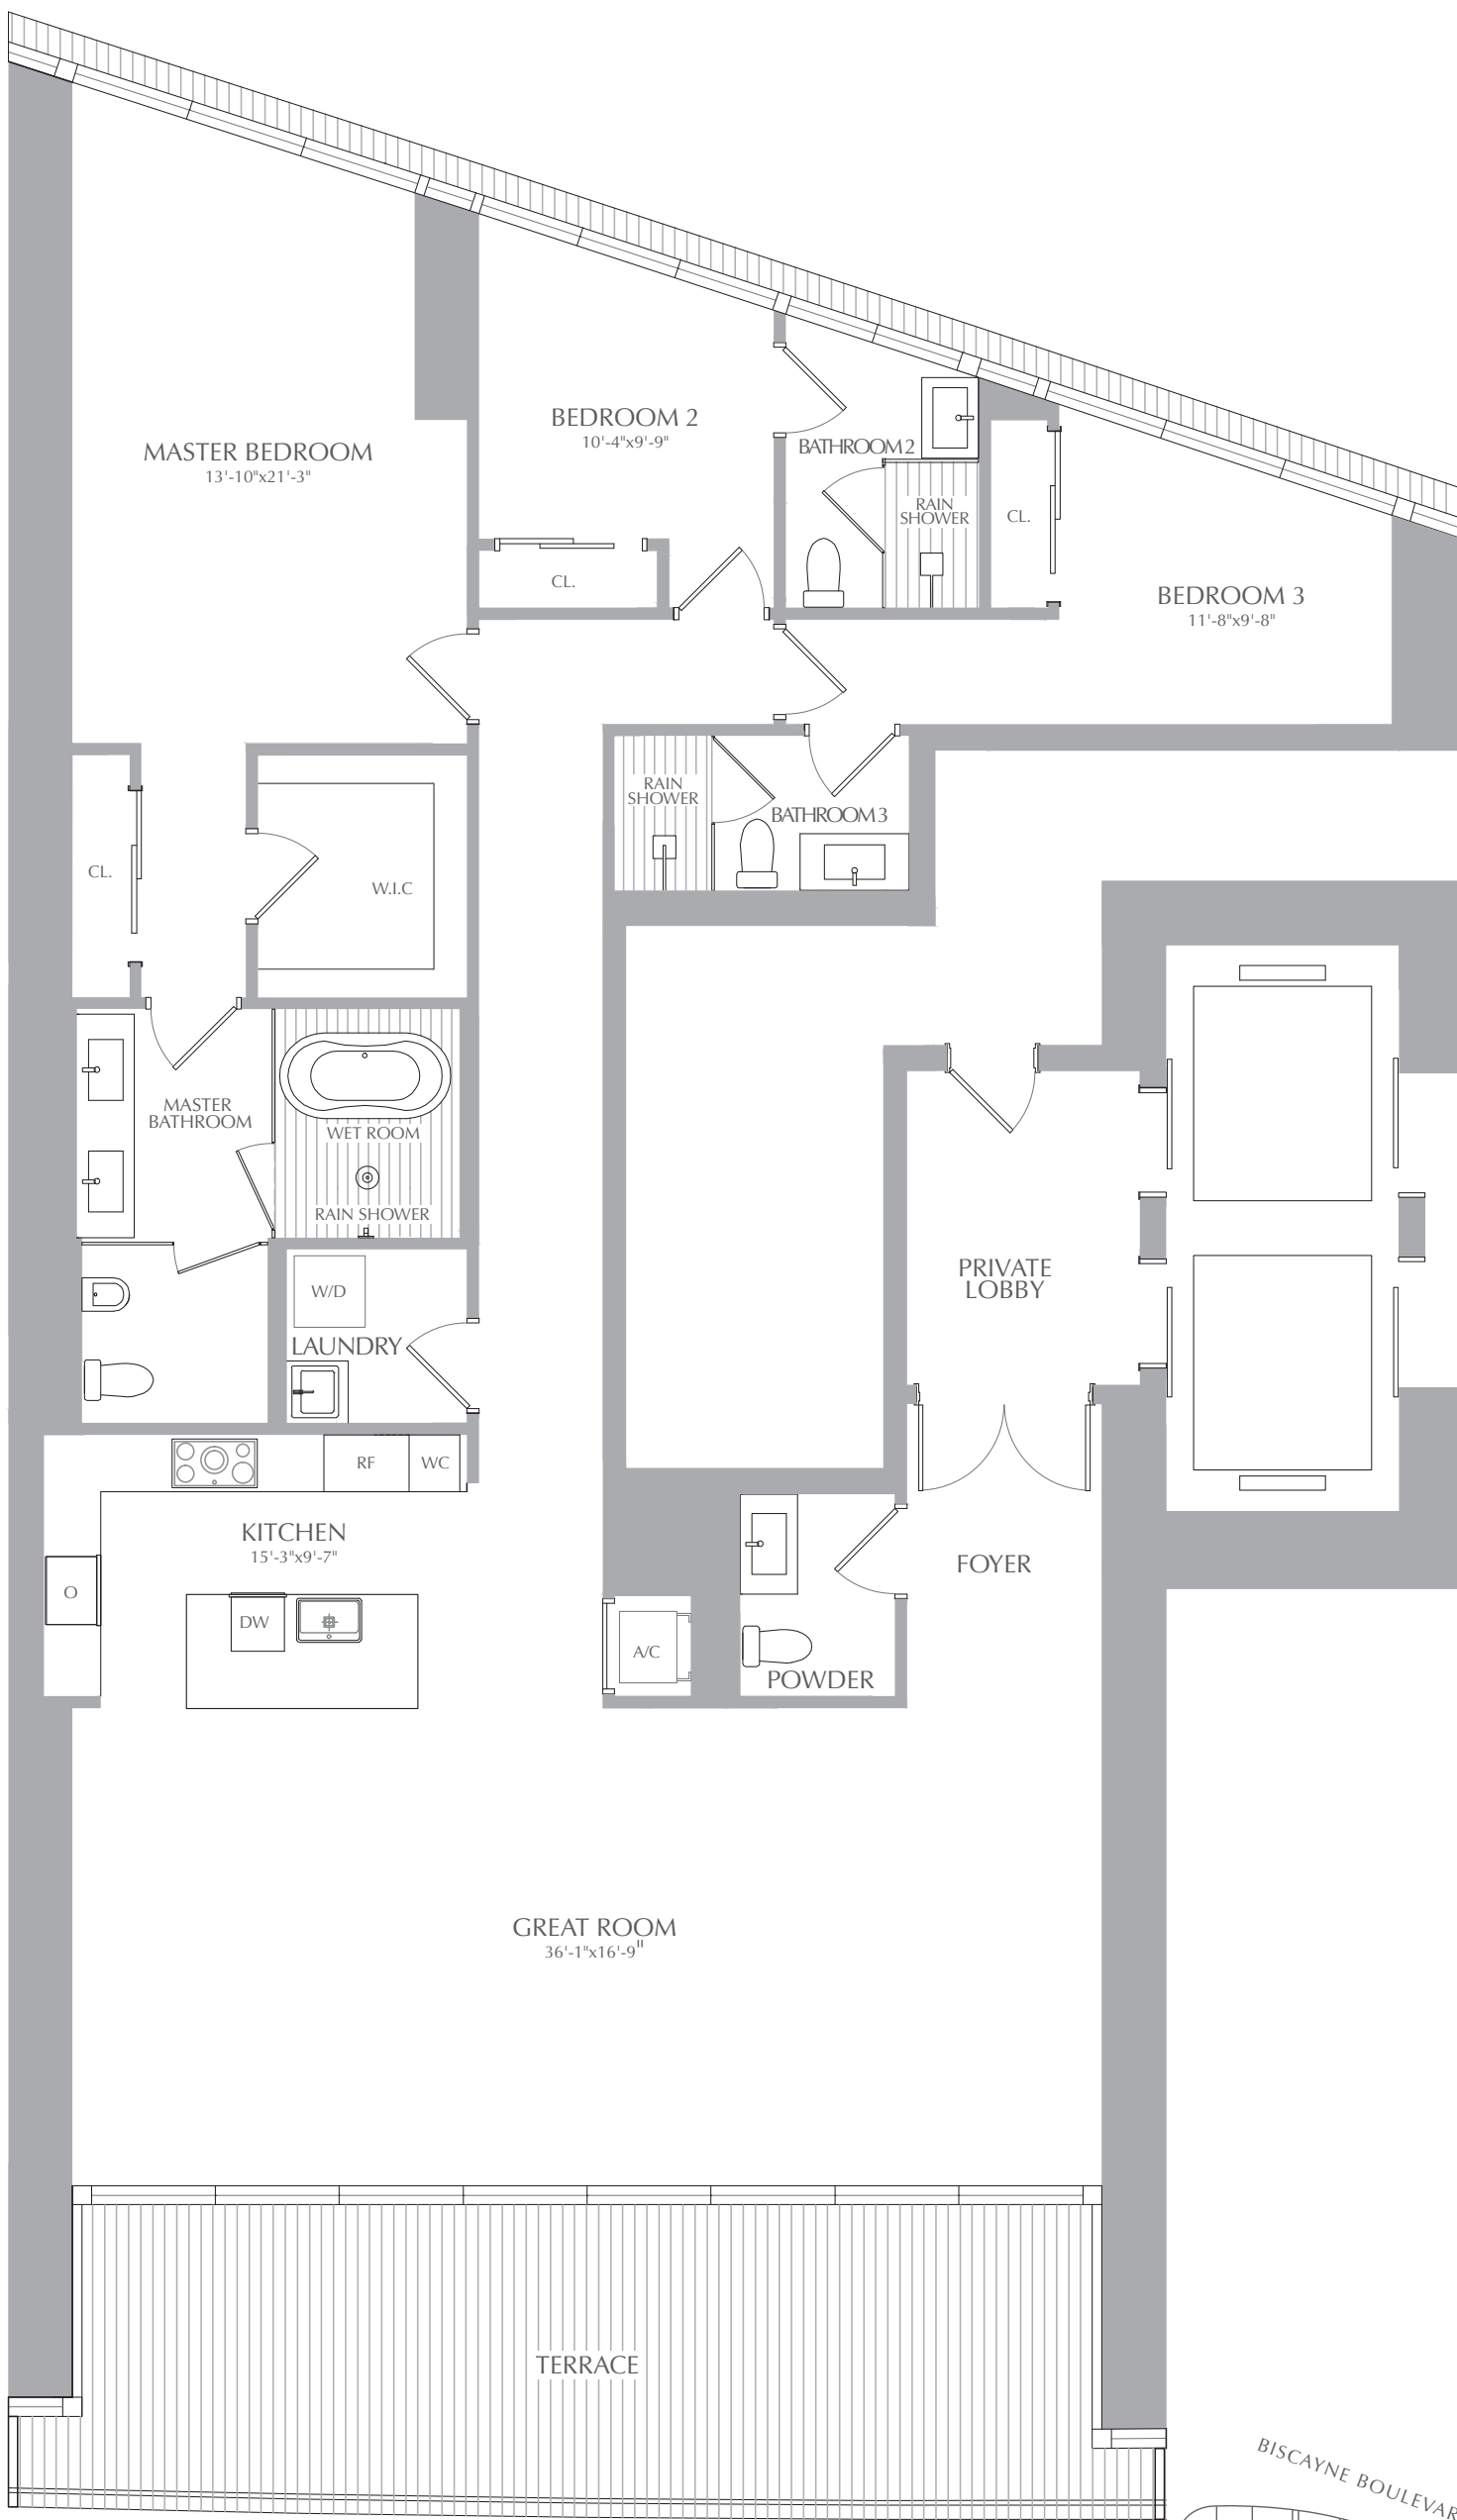 MASTER BEDROOM
13'-10"x21'-3"
BEDROOM 2
10'-4"x9'-9"
BATHROOM 2
RAIN
SHOWER
CL.
CL.
BEDROOM 3
11'-8"x9'-8"
RAIN
SHOWER
BATHROOM 3
CL.
W.I.C
MASTER
BATHROOM
WET ROOM
RAIN SHOWER
PRIVATE
LOBBY
W/D
LAUNDRY
RF
WC
KITCHEN
15'-3"x9'-7"
O
DW
FOYER
A/C
POWDER
GREAT ROOM
36'-1"x16'-9"
TERRACE
BISCAYNE BOULEVAR